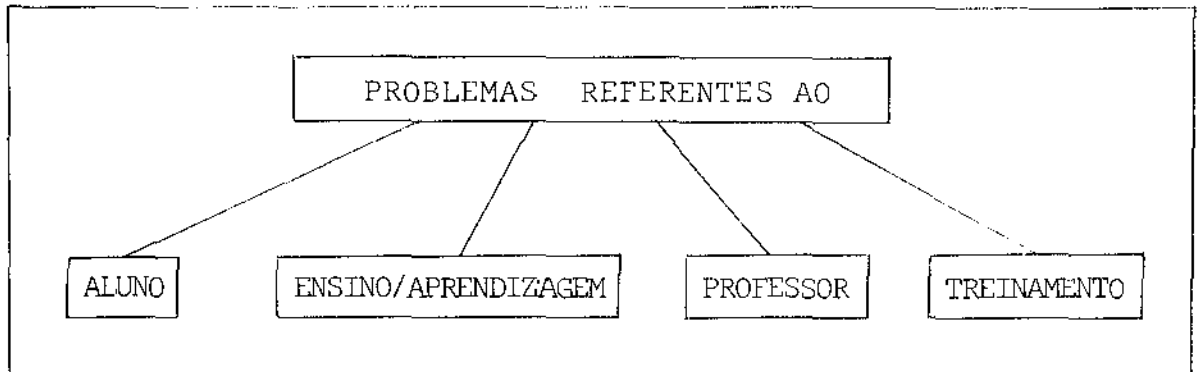 PROBLEMAS REFERENTES AO
ALUNO
ENSINO/APRENDIZAGEM
PROFESSOR
TREINAMENTO